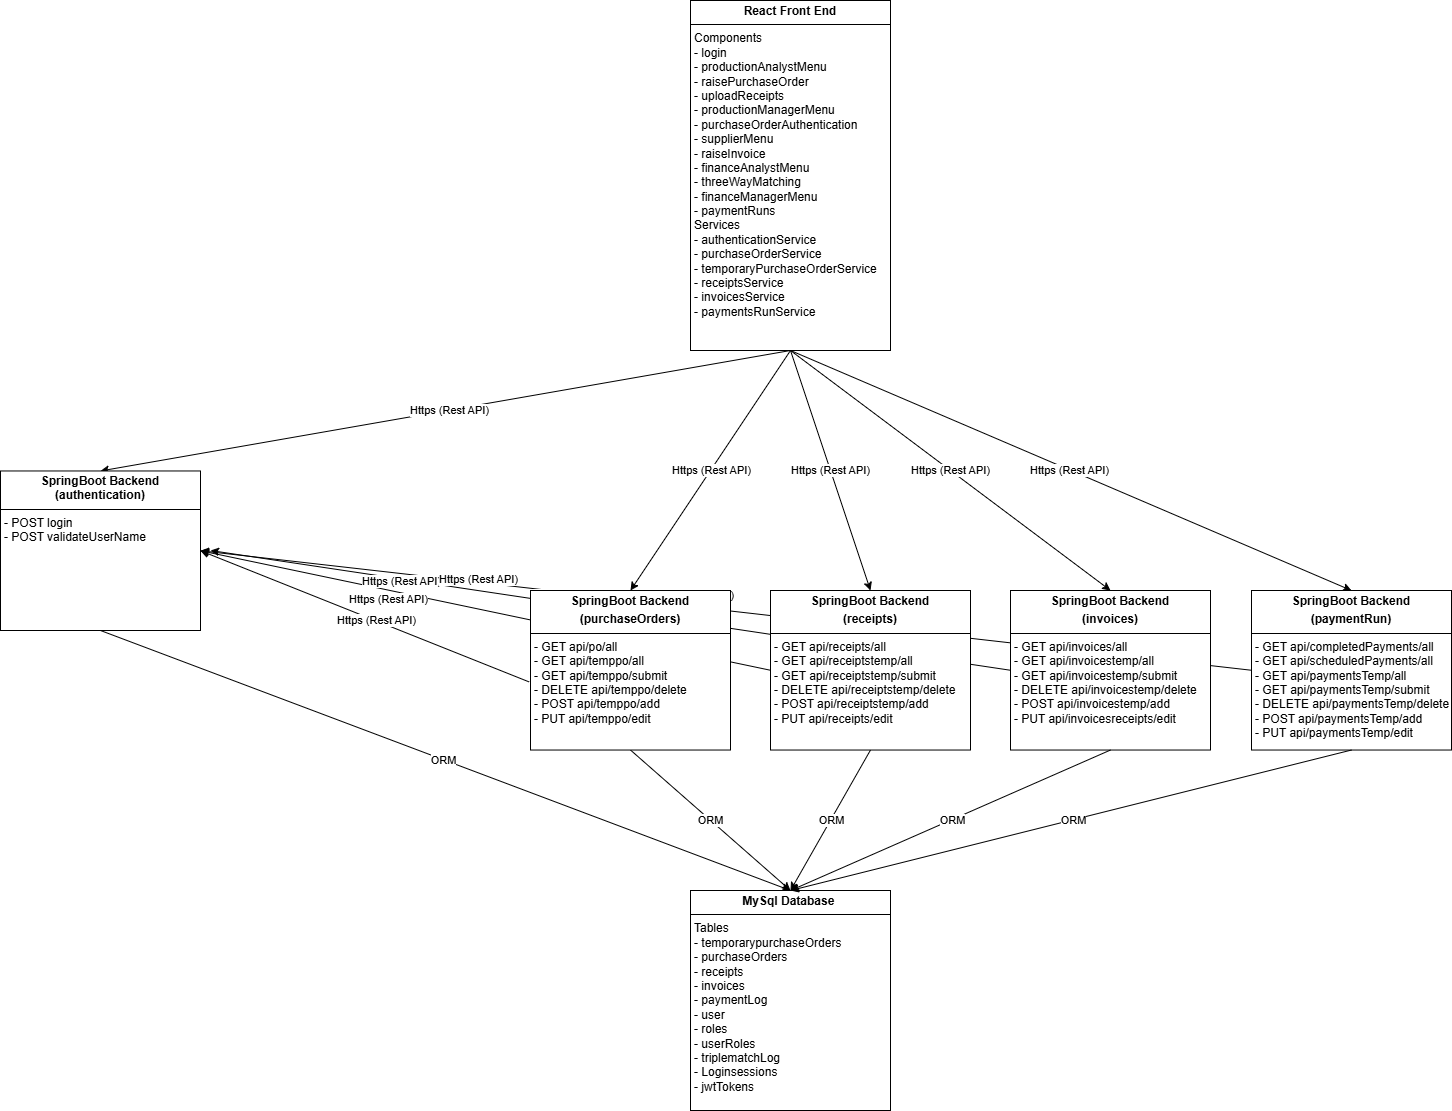 React Front End
Components
- login
- productionAnalystMenu
- raisePurchaseOrder
- uploadReceipts
- productionManagerMenu
- purchaseOrderAuthentication
- supplierMenu
- raiseInvoice
- financeAnalystMenu
- threeWayMatching
- financeManagerMenu
- paymentRuns
Services
- authenticationService
- purchaseOrderService
- temporaryPurchaseOrderService
- receiptsService
- invoicesService
- paymentsRunService
Https (Rest API)
Https (Rest API)
Https (Rest API)
Https (Rest API)
Https (Rest API)
SpringBoot Backend
(authentication)
- POST login
- POST validateUserName
Https (Rest API
Https (Rest API)
Https (Rest API)
Https (Rest API)
)
SpringBoot Backend
(purchaseOrders)
- GET api/po/all
- GET api/temppo/all
- GET api/temppo/submit
- DELETE api/temppo/delete
- POST api/temppo/add
- PUT api/temppo/edit
SpringBoot Backend
(receipts)
- GET api/receipts/all
- GET api/receiptstemp/all
- GET api/receiptstemp/submit
- DELETE api/receiptstemp/delete
- POST api/receiptstemp/add
- PUT api/receipts/edit
SpringBoot Backend
(invoices)
- GET api/invoices/all
- GET api/invoicestemp/all
- GET api/invoicestemp/submit
- DELETE api/invoicestemp/delete
- POST api/invoicestemp/add
- PUT api/invoicesreceipts/edit
SpringBoot Backend
(paymentRun)
- GET api/completedPayments/all
- GET api/scheduledPayments/all
- GET api/paymentsTemp/all
- GET api/paymentsTemp/submit
- DELETE api/paymentsTemp/delete
- POST api/paymentsTemp/add
- PUT api/paymentsTemp/edit
ORM
ORM
ORM
ORM
ORM
MySql Database
Tables
- temporarypurchaseOrders
- purchaseOrders
- receipts
- invoices
- paymentLog
- user
- roles
- userRoles
- triplematchLog
- Loginsessions
- jwtTokens